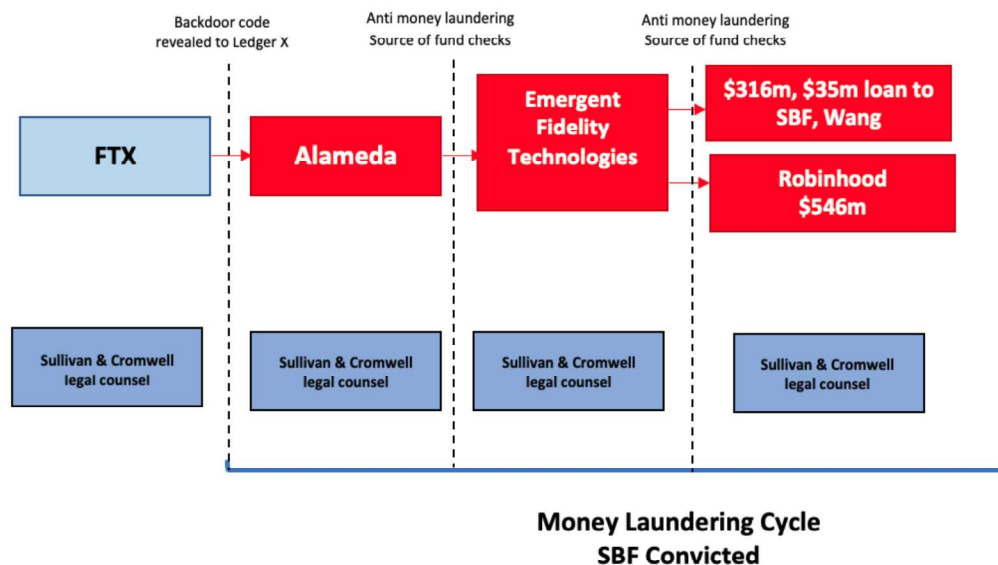 Backdoor code
revealed to Ledger X
Anti money laundering
Source of fund checks
Anti money laundering
Source of fund checks
FTX
Alameda
Emergent
Fidelity
Technologies
$316m, $35m loan to
SBF, Wang
Robinhood
$546m
Sullivan & Cromwell
legal counsel
Sullivan & Cromwell
legal counsel
Sullivan & Cromwell
legal counsel
Sullivan & Cromwell
legal counsel
Money Laundering Cycle
SBF Convicted